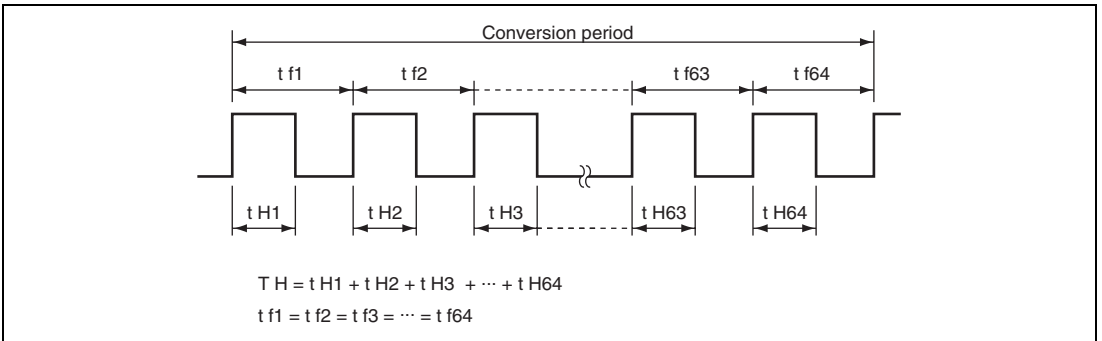 Conversion period
t f1 t f2 t f63 t f64
t H1 t H2 t H3 t H63 t H64
T H = t H1 + t H2 + t H3 + ··· + t H64
t f1 = t f2 = t f3 = ··· = t f64